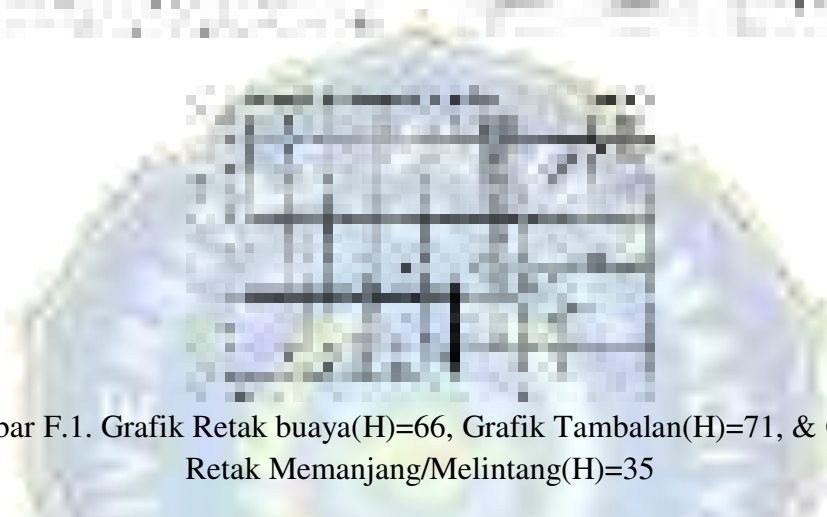 bar F.1. Grafik Retak buaya(H)=66, Grafik Tambalan(H)=71, &
Retak Memanjang/Melintang(H)=35